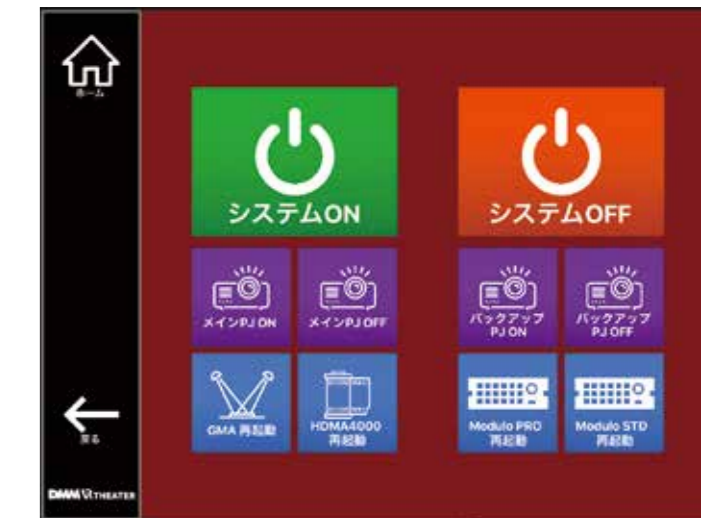 ホーム
システムON
システムOFF
メインPJ ON
メインPJ OFF
バックアップ
PJ ON
バックアップ
PJ OFF
GMA 再起動
HDMA4000
再起動
Modulo PRO
再起動
Modulo STD
再起動
戻る
DMM VR THEATER